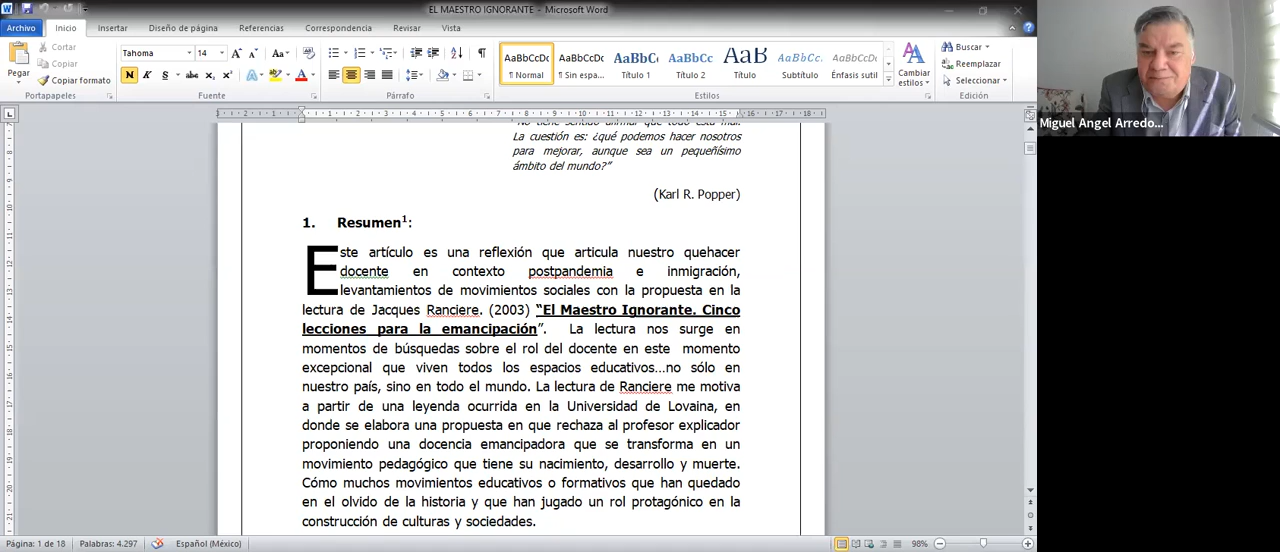 EL MAESTRO IGNORANTE - Microsoft Word
Archivo Inicio Insertar Diseño de página Referencias Correspondencia Revisar Vista
Pegar
Cortar
Copiar
Copiar formato
Portapapeles
Tahoma 14
Fuente
Párrafo
AaBbCcDc AaBbCcDc AaBbC AaBbCc AaB AaBbCcL AaBbCcDc
¶ Normal ¶ Sin espa... Título 1 Título 2 Título Subtítulo Énfasis sutil
Cambiar
estilos
Estilos
Buscar
Reemplazar
Seleccionar
Edición
Miguel Angel Arredo...
La cuestión es: ¿qué podemos hacer nosotros
para mejorar, aunque sea un pequeñísimo
ámbito del mundo?”
(Karl R. Popper)
1. Resumen1:
Este artículo es una reflexión que articula nuestro quehacer
docente en contexto postpandemia e inmigración,
levantamientos de movimientos sociales con la propuesta en la
lectura de Jacques Ranciere. (2003) “El Maestro Ignorante. Cinco
lecciones para la emancipación”. La lectura nos surge en
momentos de búsquedas sobre el rol del docente en este momento
excepcional que viven todos los espacios educativos...no sólo en
nuestro país, sino en todo el mundo. La lectura de Ranciere me motiva
a partir de una leyenda ocurrida en la Universidad de Lovaina, en
donde se elabora una propuesta en que rechaza al profesor explicador
proponiendo una docencia emancipadora que se transforma en un
movimiento pedagógico que tiene su nacimiento, desarrollo y muerte.
Cómo muchos movimientos educativos o formativos que han quedado
en el olvido de la historia y que han jugado un rol protagónico en la
construcción de culturas y sociedades.
Página: 1 de 18 Palabras: 4.297 Español (México) 98%